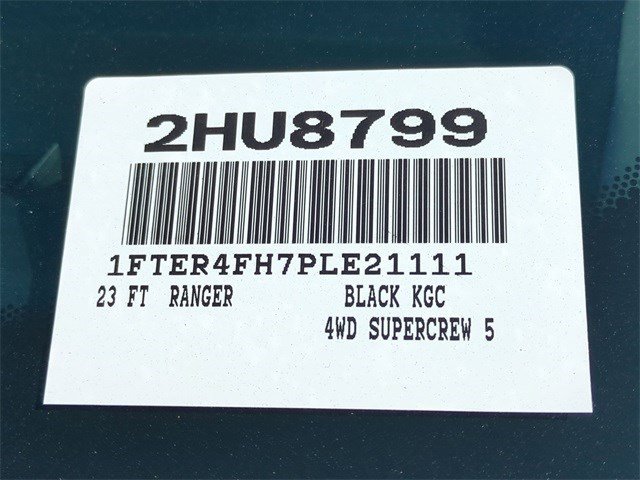 2HU8799
1FTER4FH7PLE21111
23 FT RANGER BLACK KGC
4WD SUPERCREW 5